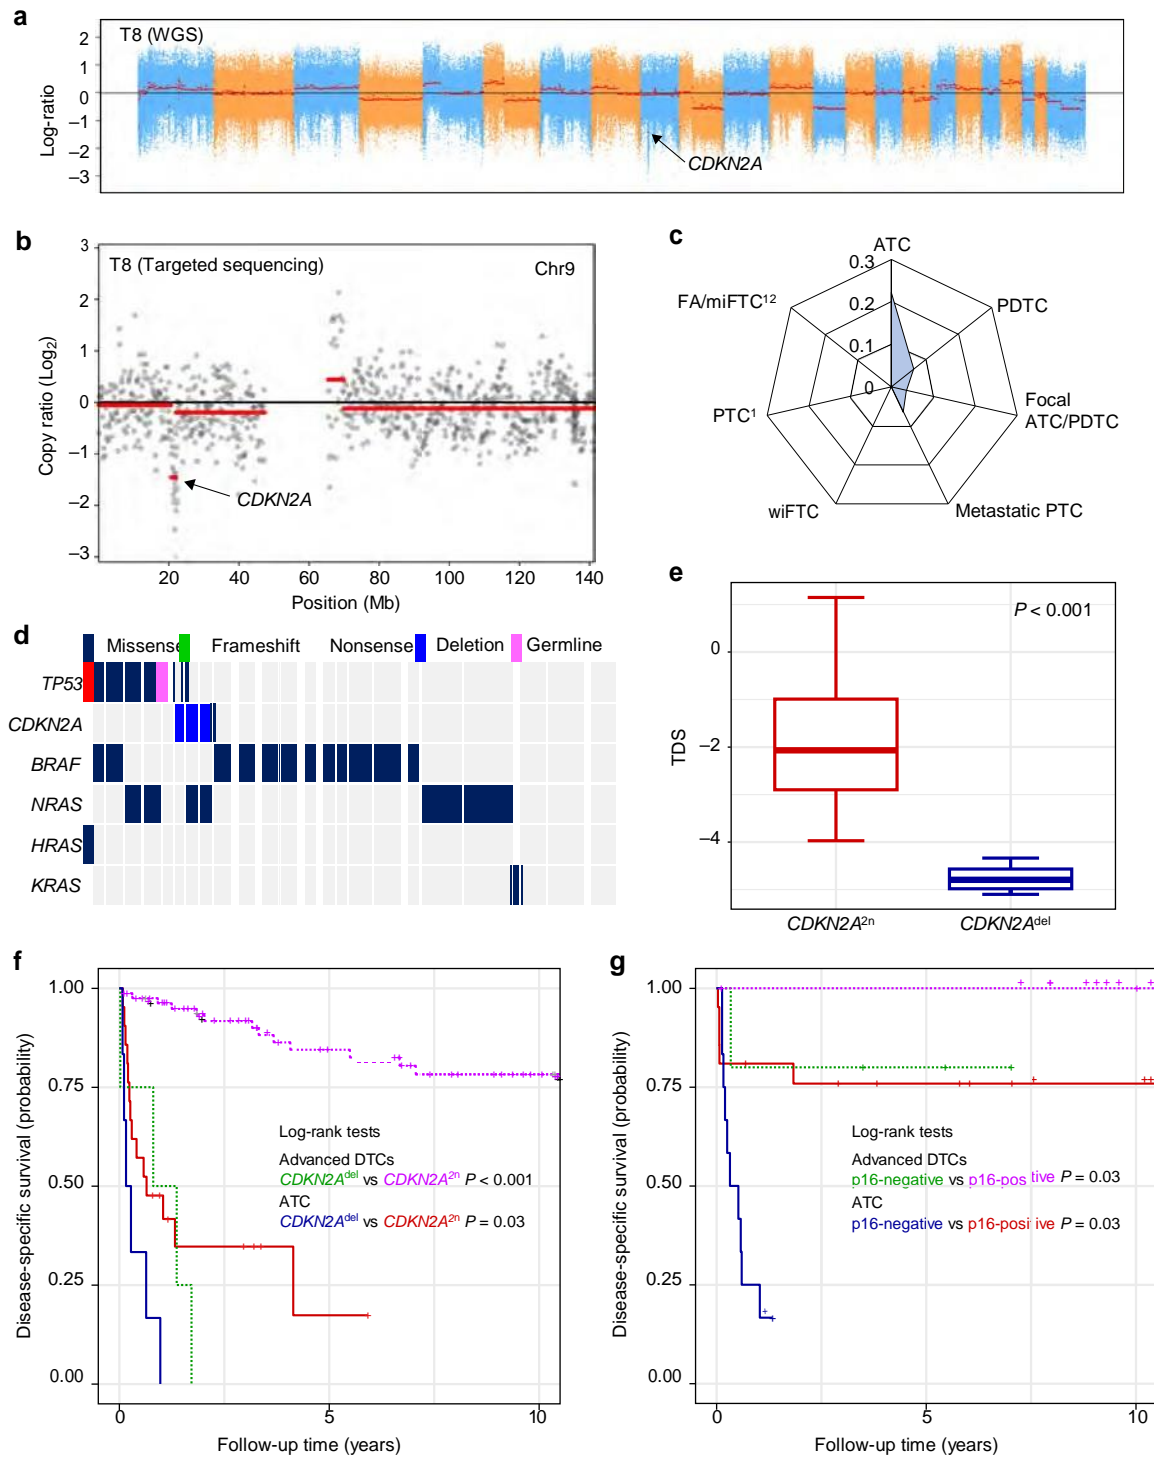 a
T8 (WGS)
2
1
0
–1
–2
–3
Log-ratio
CDKN2A
b
T8 (Targeted sequencing)
Chr9
3
2
1
0
–1
–2
–3
Copy ratio (Log2)
CDKN2A
20 40 60 80 100 120 140
Position (Mb)
c
ATC
0.3
0.2
0.1
0
PDTC
Focal
ATC/PDTC
Metastatic PTC
wiFTC
PTC1
FA/miFTC12
d
Missense Frameshift Nonsense Deletion Germline
TP53
CDKN2A
BRAF
NRAS
HRAS
KRAS
e
P < 0.001
0
–2
–4
TDS
CDKN2A2n CDKN2Adel
f
1.00
0.75
0.50
0.25
0.00
Disease-specific survival (probability)
Log-rank tests
Advanced DTCs
CDKN2Adel vs CDKN2A2n P < 0.001
ATC
CDKN2Adel vs CDKN2A2n P = 0.03
0 5 10
Follow-up time (years)
g
1.00
0.75
0.50
0.25
0.00
Disease-specific survival (probability)
Log-rank tests
Advanced DTCs
p16-negative vs p16-positive P = 0.03
ATC
p16-negative vs p16-positive P = 0.03
0 5 10
Follow-up time (years)